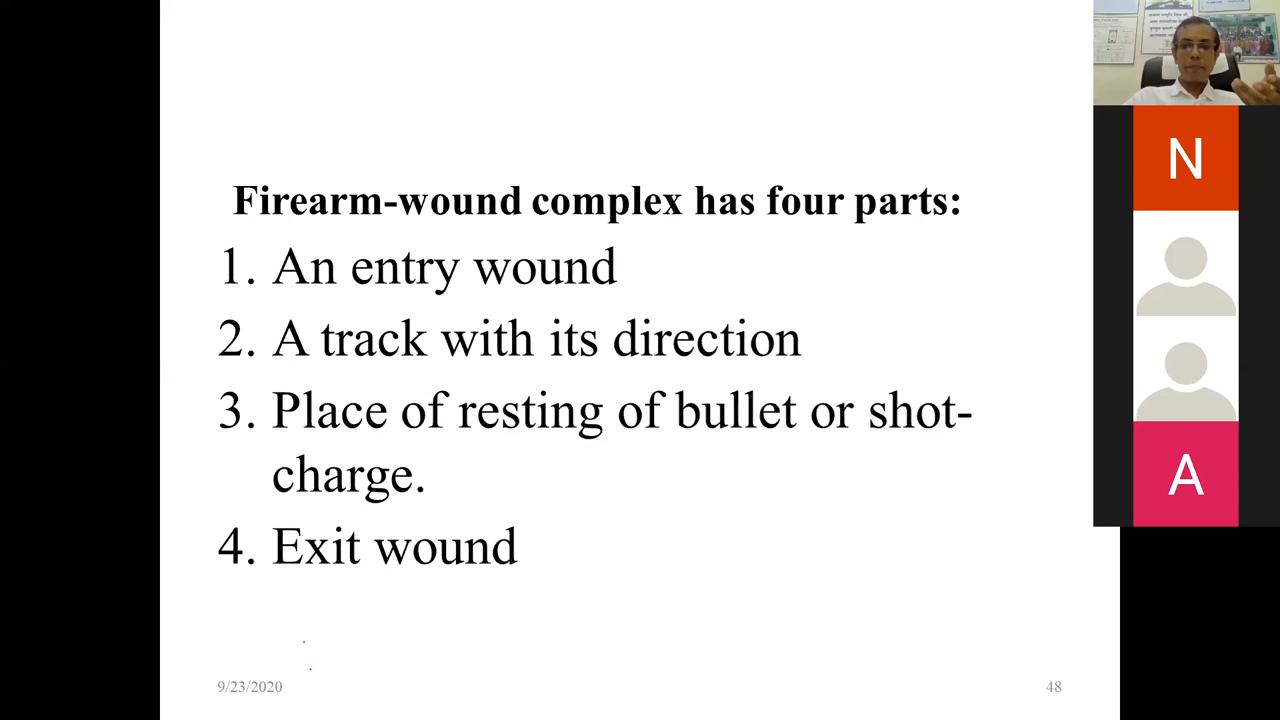 Firearm-wound complex has four parts:
1. An entry wound
2. A track with its direction
3. Place of resting of bullet or shot-
charge.
4. Exit wound
9/23/2020
48
N
A